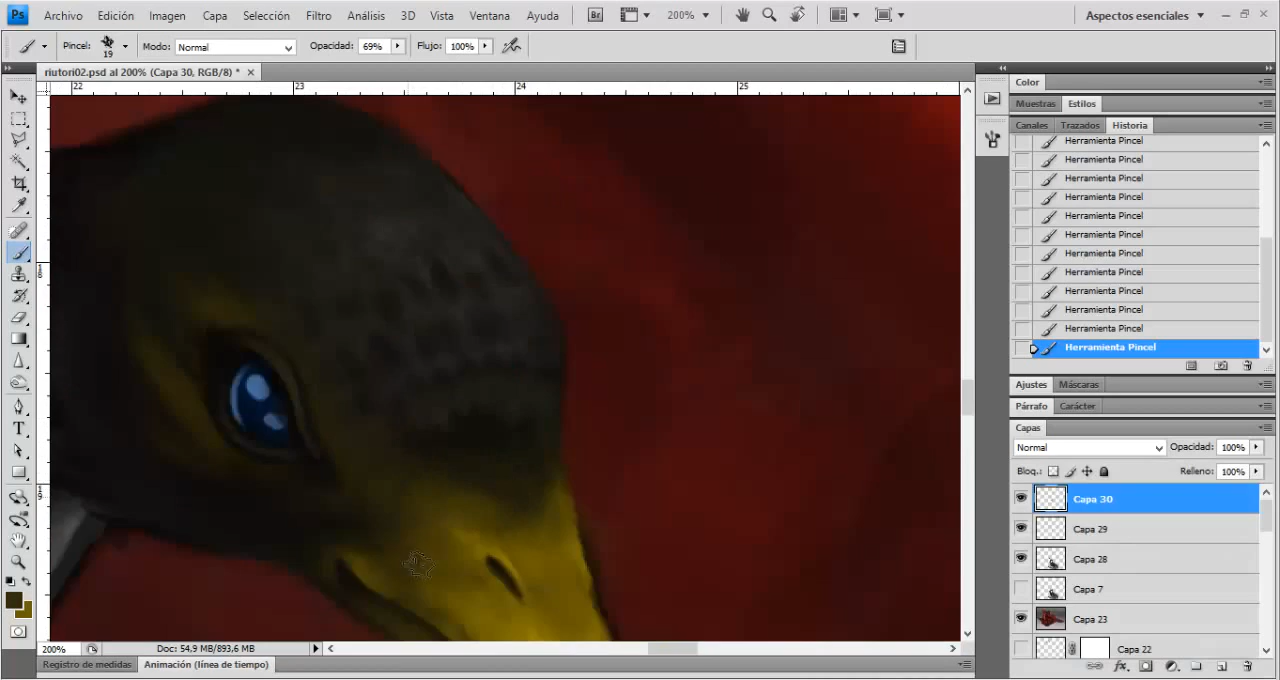 Ps Archivo Edición Imagen Capa Selección Filtro Análisis 3D Vista Ventana Ayuda Br 200% Aspectos esenciales
Pincel: 19 Modo: Normal Opacidad: 69% Flujo: 100%
riutori02.psd al 200% (Capa 30, RGB/8) *
22 23 24 25
18
19
Color
Muestras Estilos
Canales Trazados Historia
Herramienta Pincel
Herramienta Pincel
Herramienta Pincel
Herramienta Pincel
Herramienta Pincel
Herramienta Pincel
Herramienta Pincel
Herramienta Pincel
Herramienta Pincel
Herramienta Pincel
Herramienta Pincel
Herramienta Pincel
Ajustes Máscaras
Párrafo Carácter
Capas
Normal Opacidad: 100%
Bloq.: Relleno: 100%
Capa 30
Capa 29
Capa 28
Capa 7
Capa 23
Capa 22
200% Doc: 54,9 MB/893,6 MB
Registro de medidas Animación (línea de tiempo)